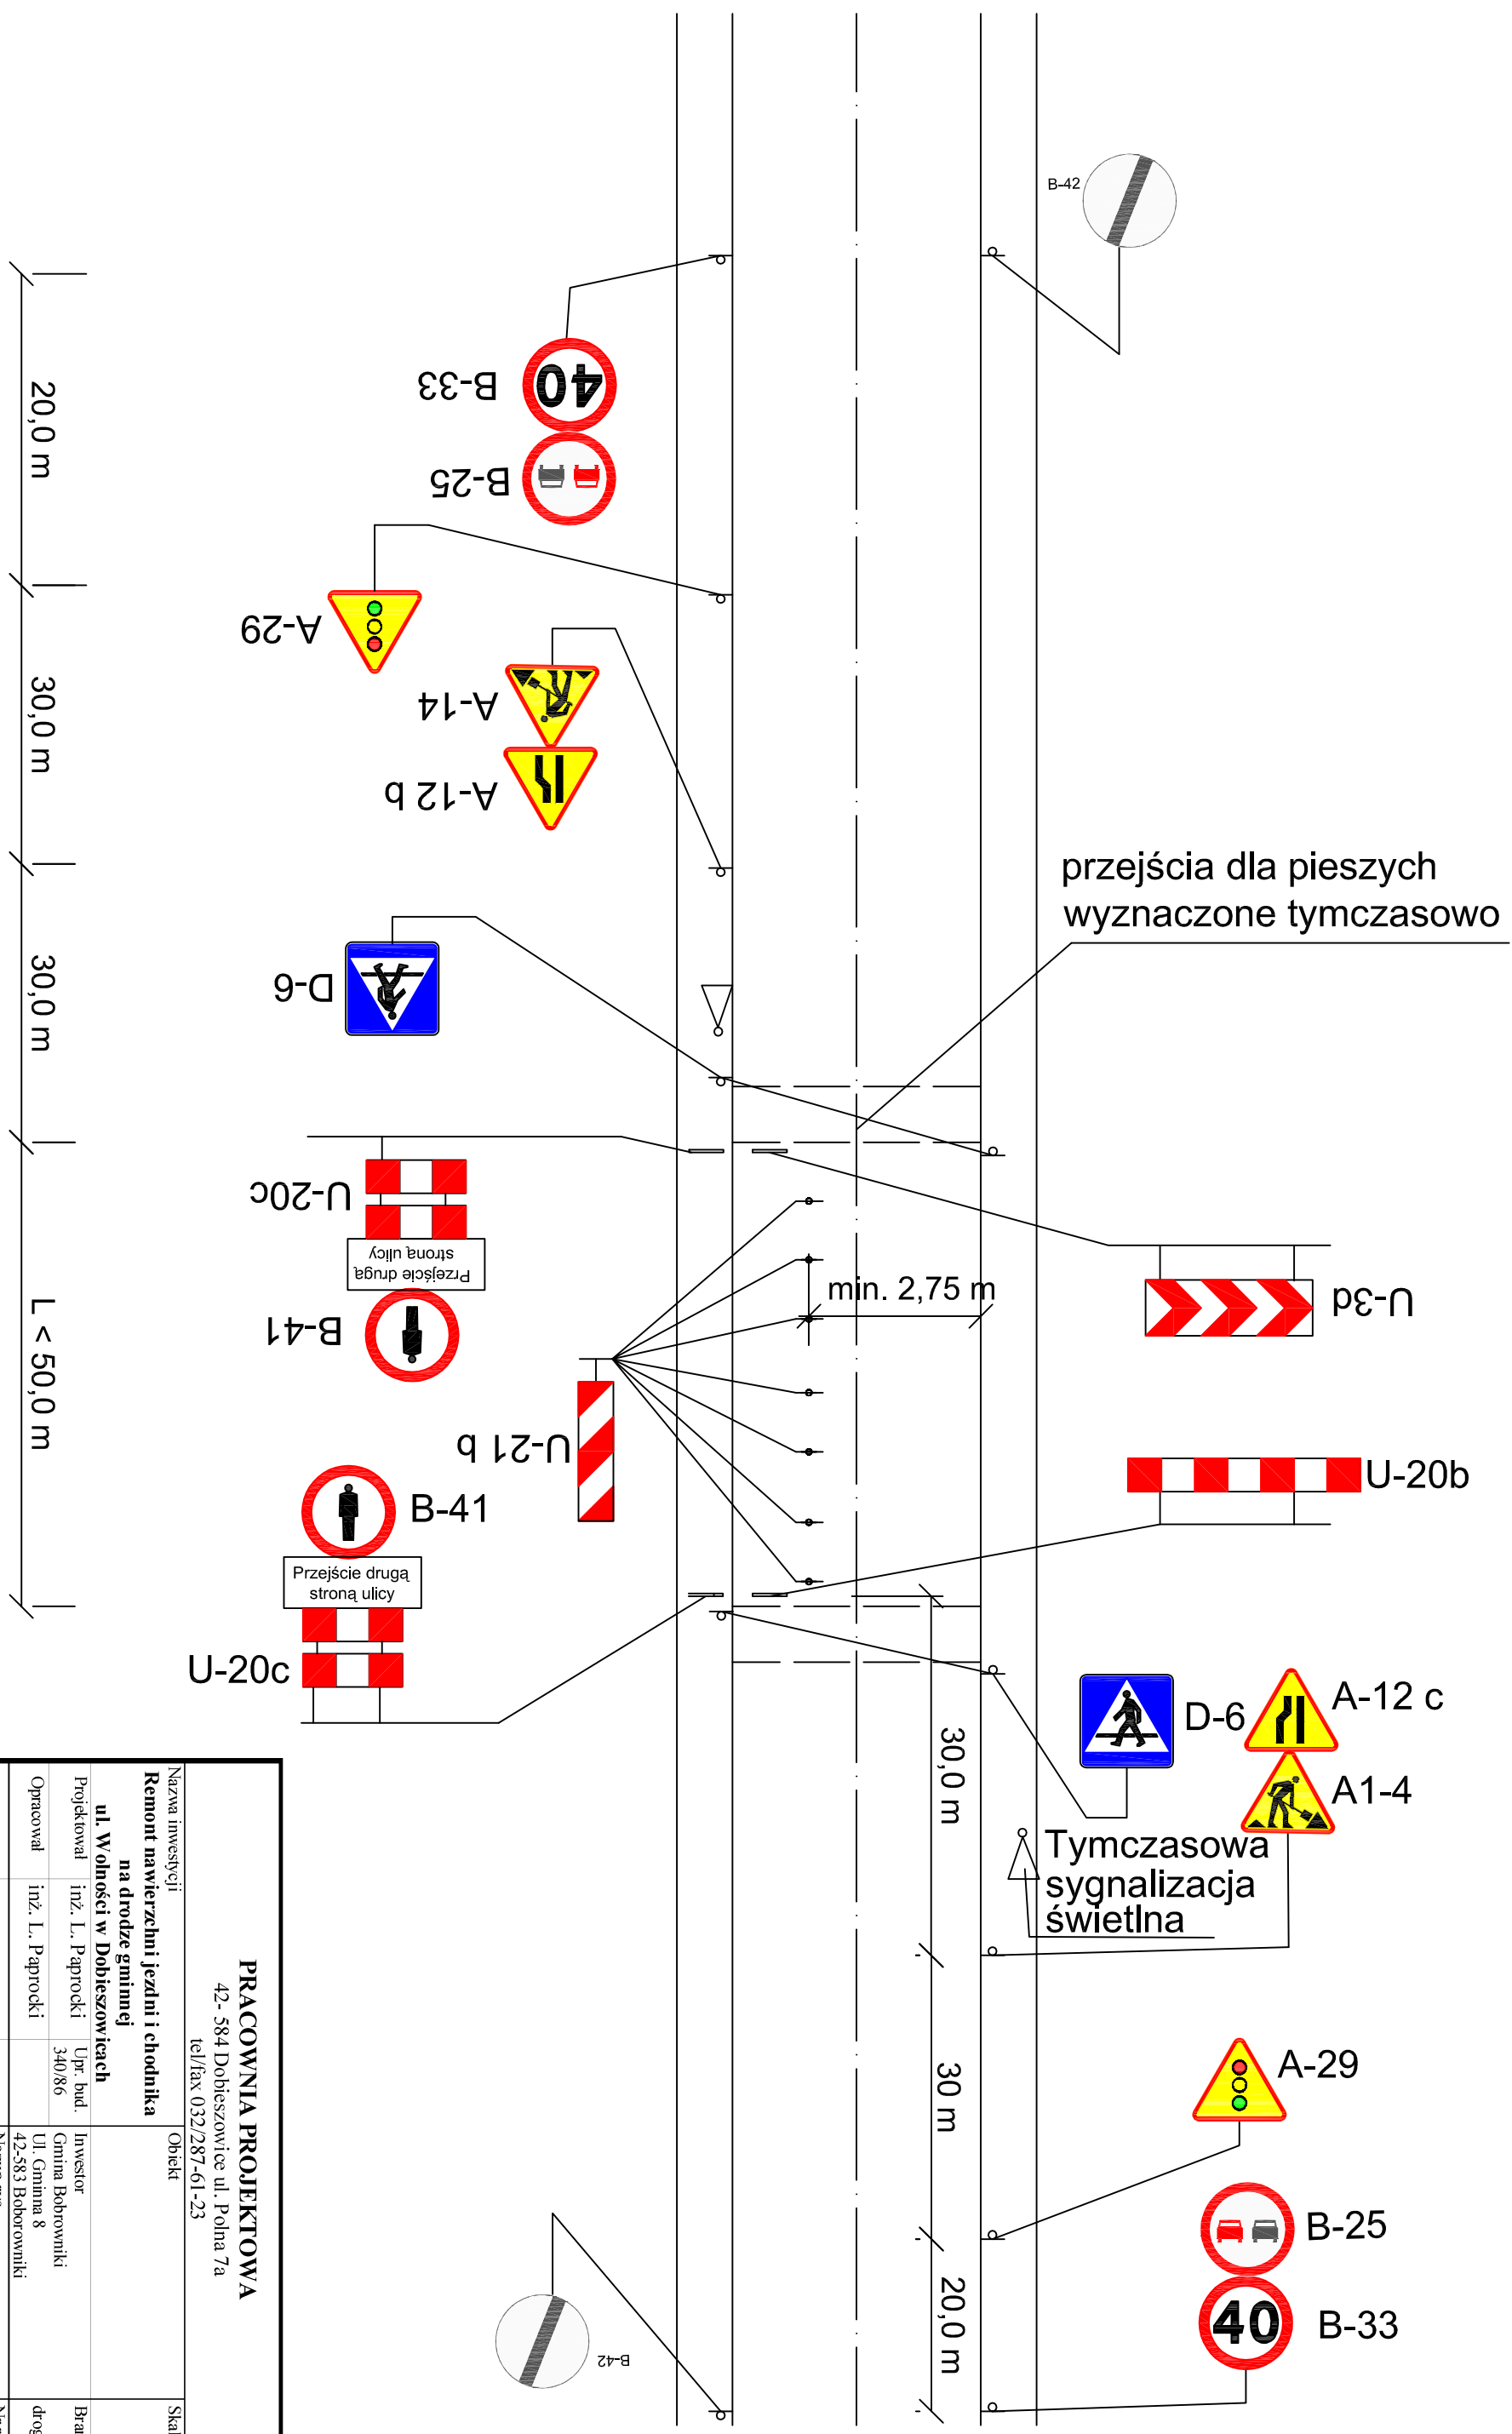 B-42
B-33
40
B-25
A-29
A-14
A-12 b
D-6
przejścia dla pieszych
wyznaczone tymczasowo
20,0 m
30,0 m
30,0 m
L < 50,0 m
U-20c
Przejście drugą
stroną ulicy
B-41
min. 2,75 m
U-3d
U-21 b
U-20b
B-41
Przejście drugą
stroną ulicy
U-20c
D-6
A-12 c
A1-4
30,0 m
Tymczasowa
sygnalizacja
świetlna
30 m
A-29
B-25
20,0 m
40
B-33
B-42
PRACOWNIA PROJEKTOWA
42- 584 Dobieszowice ul. Polna 7a
tel/fax 032/287-61-23
Nazwa inwestycji
Remont nawierzchni jezdni i chodnika
na drodze gminnej
ul. Wolności w Dobieszowicach
Obiekt
Projektował
inż. L. Paprocki
Upr. bud.
340/86
Opracował
inż. L. Paprocki
Inwestor
Gmina Bobrowniki
Ul. Gminna 8
42-583 Boborowniki